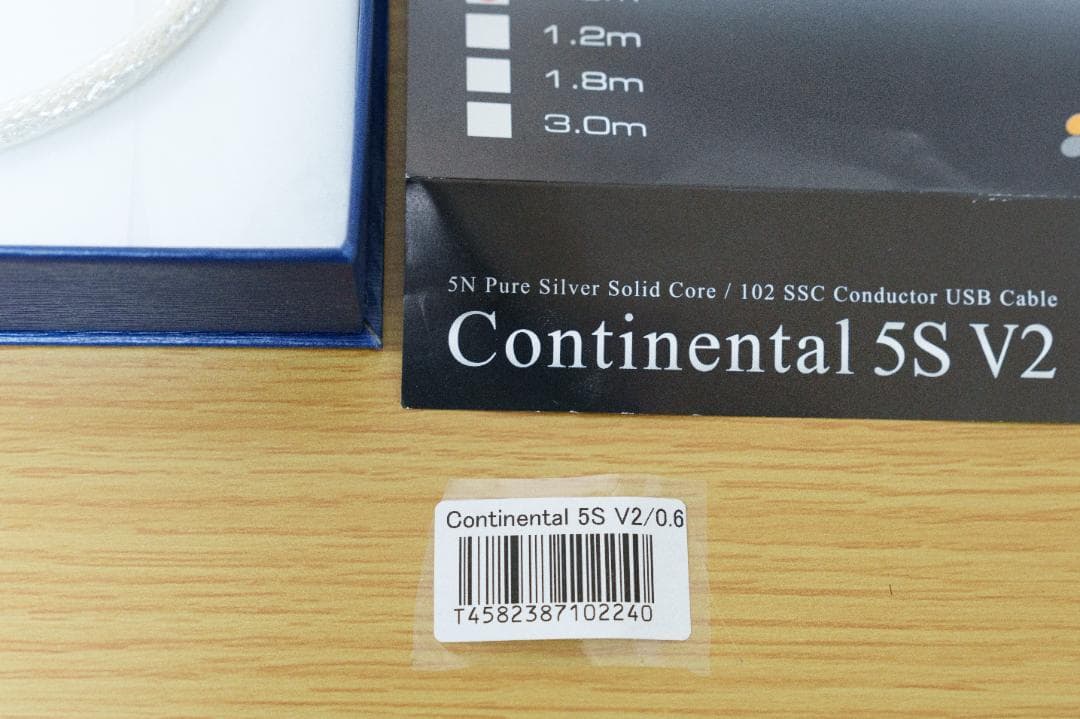 1.2m
1.8m
3.0m
5N Pure Silver Solid Core / 102 SSC Conductor USB Cable
Continental 5S V2
Continental 5S V2/0.6
T4582387102240